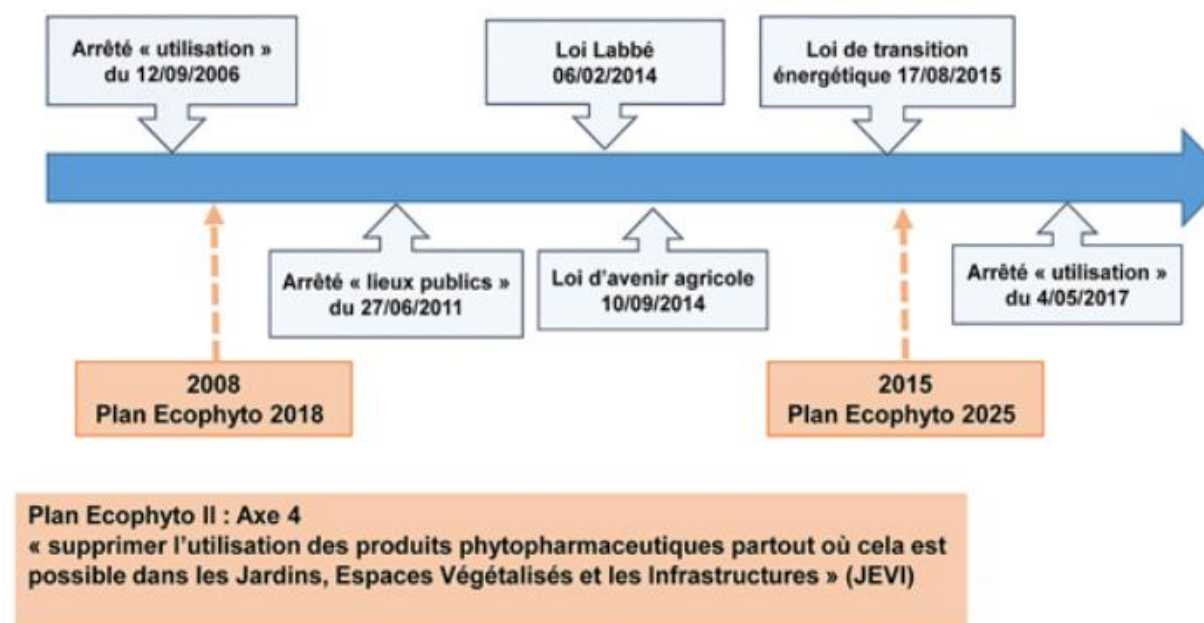 Arrêté « utilisation »
du 12/09/2006
Loi Labbé
06/02/2014
Loi de transition
énergétique 17/08/2015
Arrêté « lieux publics »
du 27/06/2011
Loi d'avenir agricole
10/09/2014
Arrêté « utilisation »
du 4/05/2017
2008
Plan Ecophyto 2018
2015
Plan Ecophyto 2025
Plan Ecophyto II : Axe 4
« supprimer l'utilisation des produits phytopharmaceutiques partout où cela est
possible dans les Jardins, Espaces Végétalisés et les Infrastructures » (JEVI)